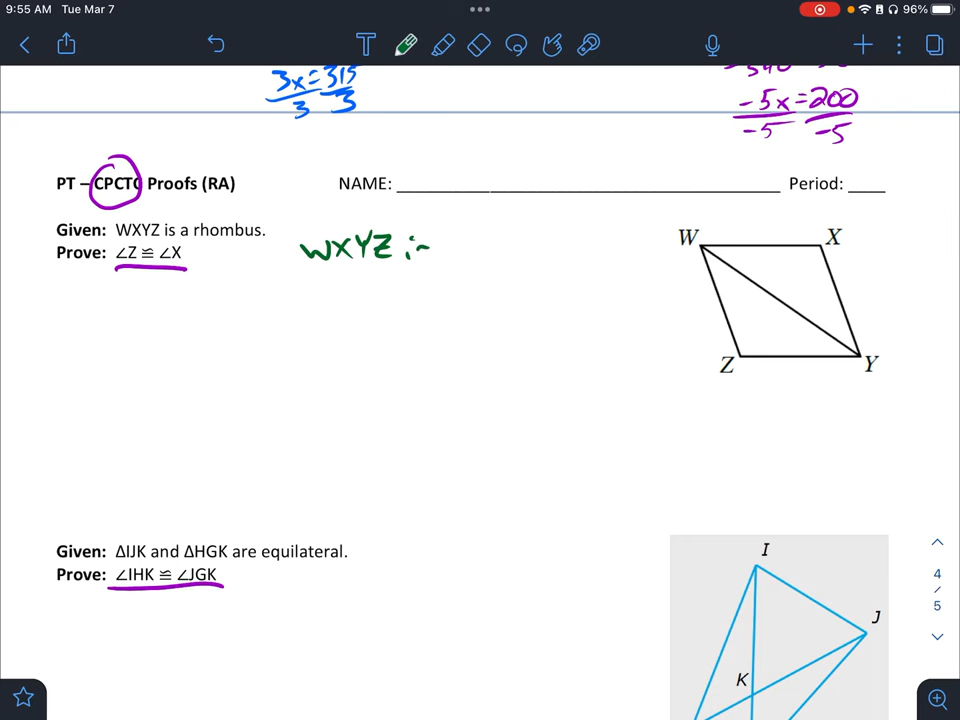 9:55 AM Tue Mar 7
96%
3x=315
3 3
-5x=200
-5 -5
PT – CPCTC Proofs (RA) NAME: ____ Period: ____
Given: WXYZ is a rhombus.
Prove: ∠Z ≅ ∠X
WXYZ
W
X
Z
Y
Given: ΔIJK and ΔHGK are equilateral.
Prove: ∠IHK ≅ ∠JGK
I
J
K
4
/
5